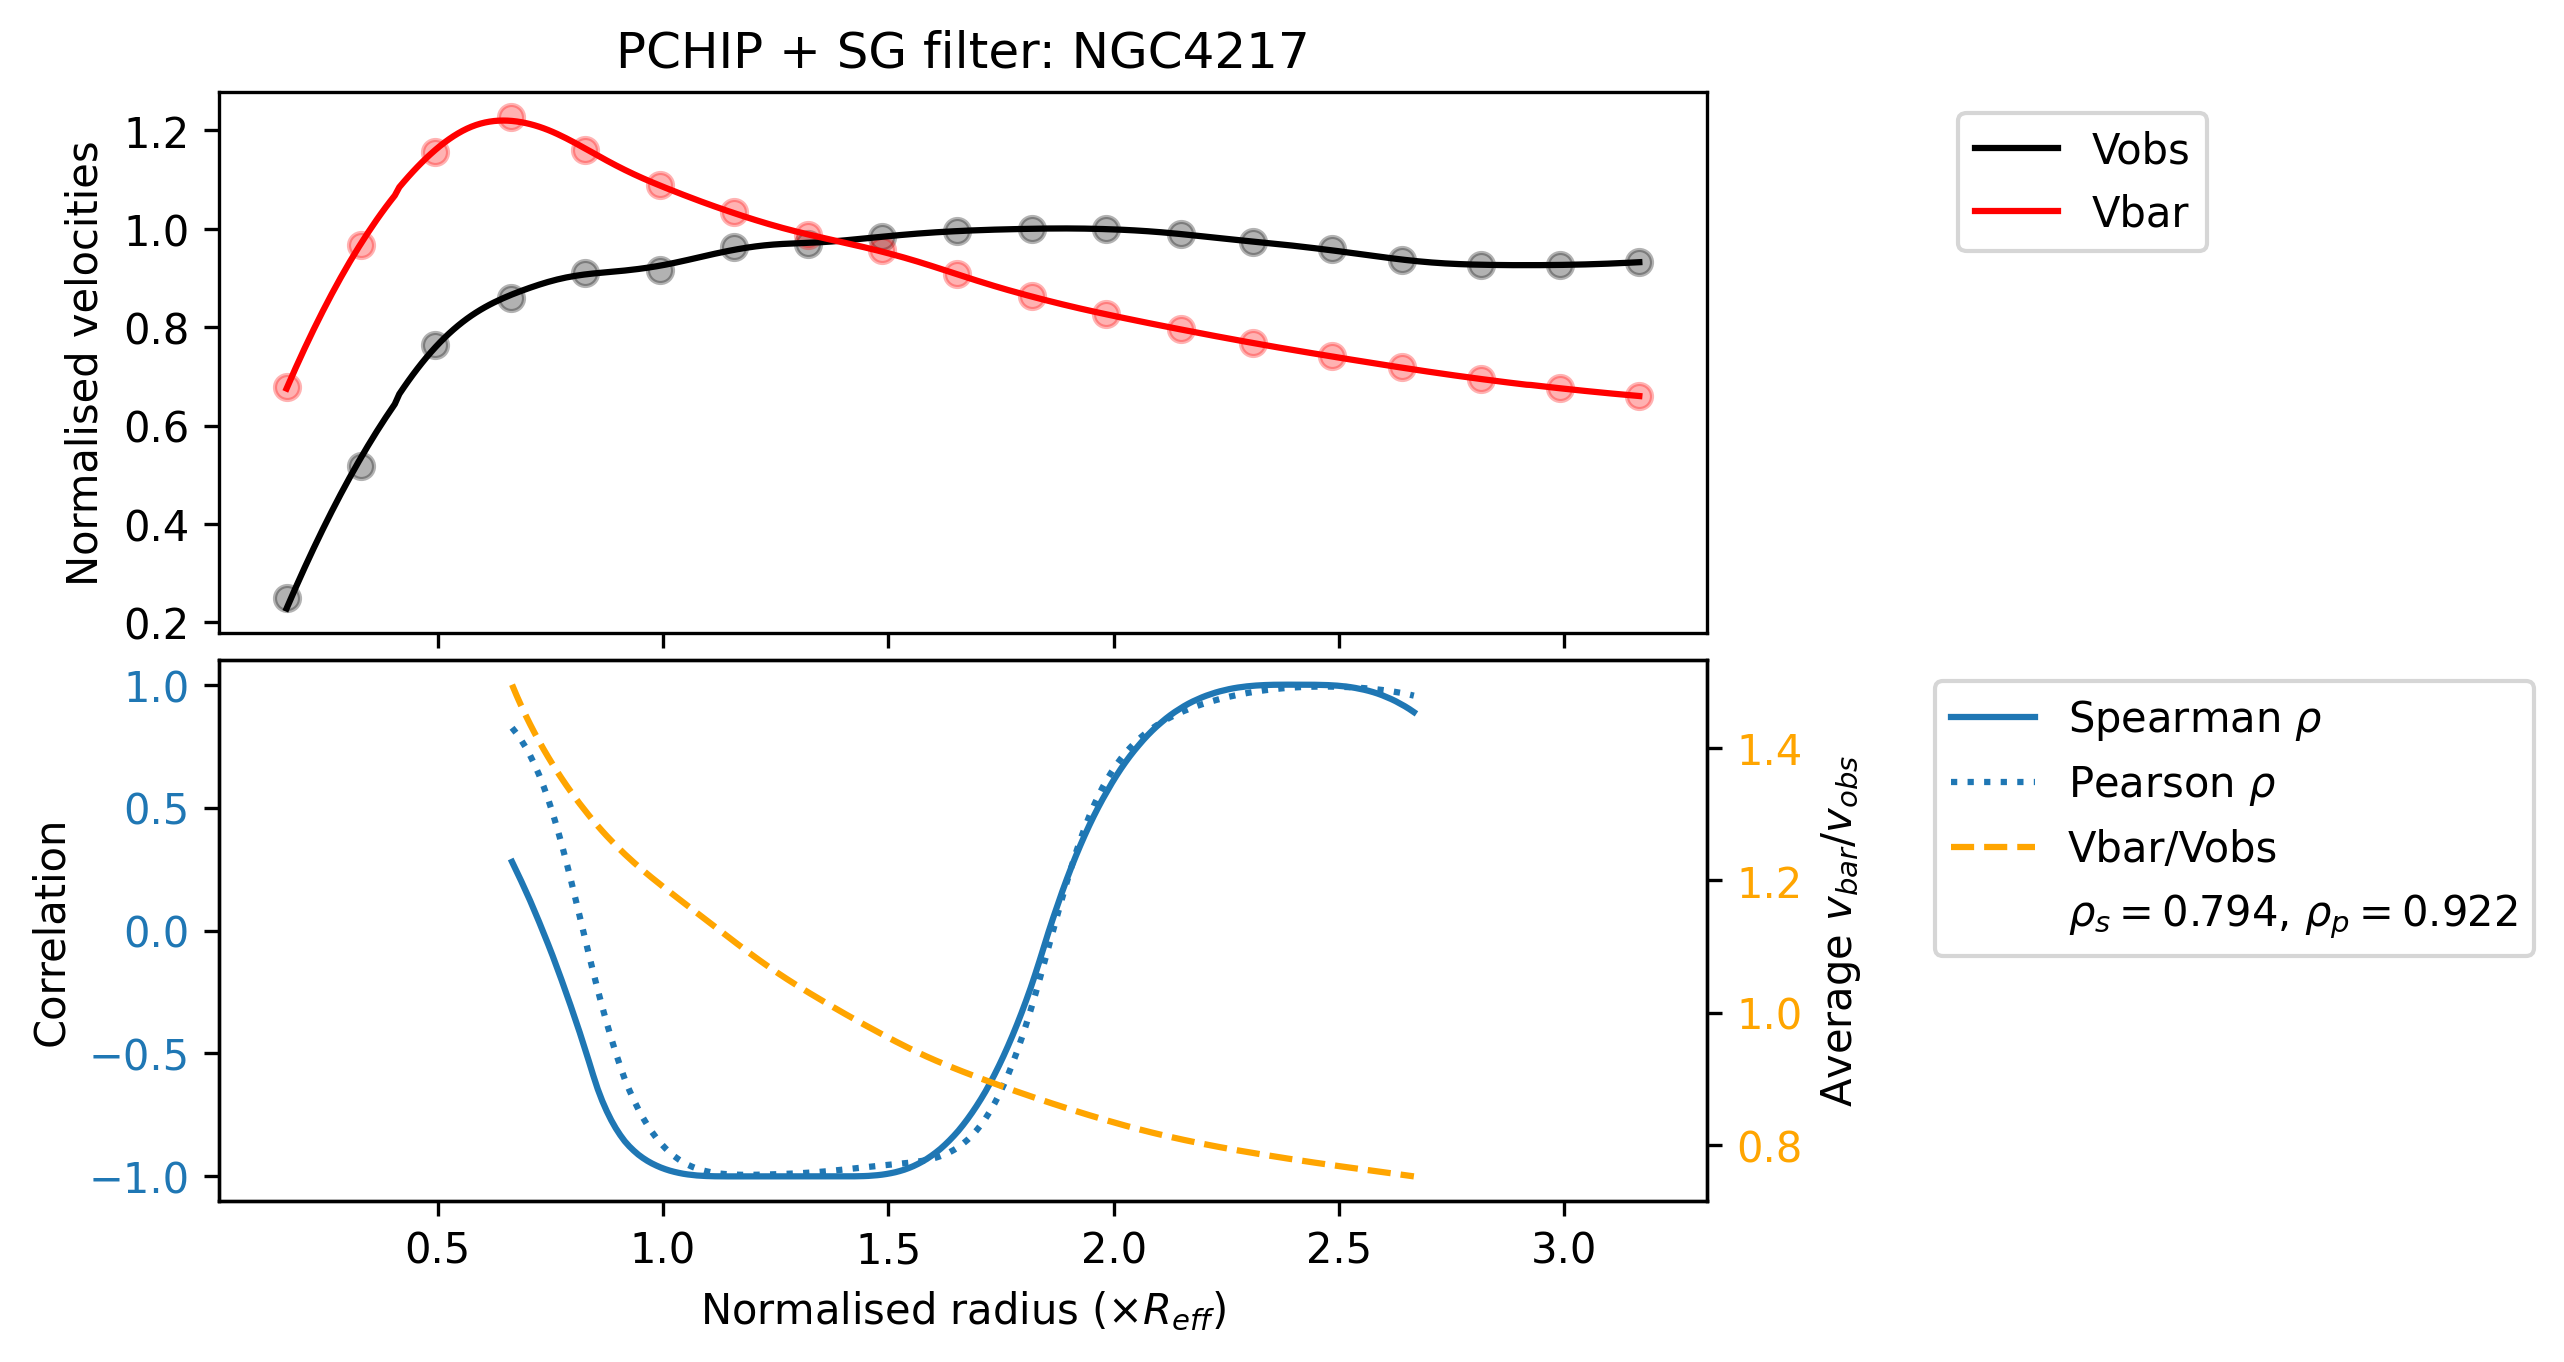 PCHIP + SG filter: NGC4217
Normalised velocities
1.2
1.0
0.8
0.6
0.4
0.2
Vobs
Vbar
Correlation
1.0
0.5
0.0
−0.5
−1.0
1.4
1.2
1.0
0.8
Average v_bar/v_obs
Spearman ρ
Pearson ρ
Vbar/Vobs
ρ_s = 0.794, ρ_p = 0.922
0.5 1.0 1.5 2.0 2.5 3.0
Normalised radius (×R_eff)